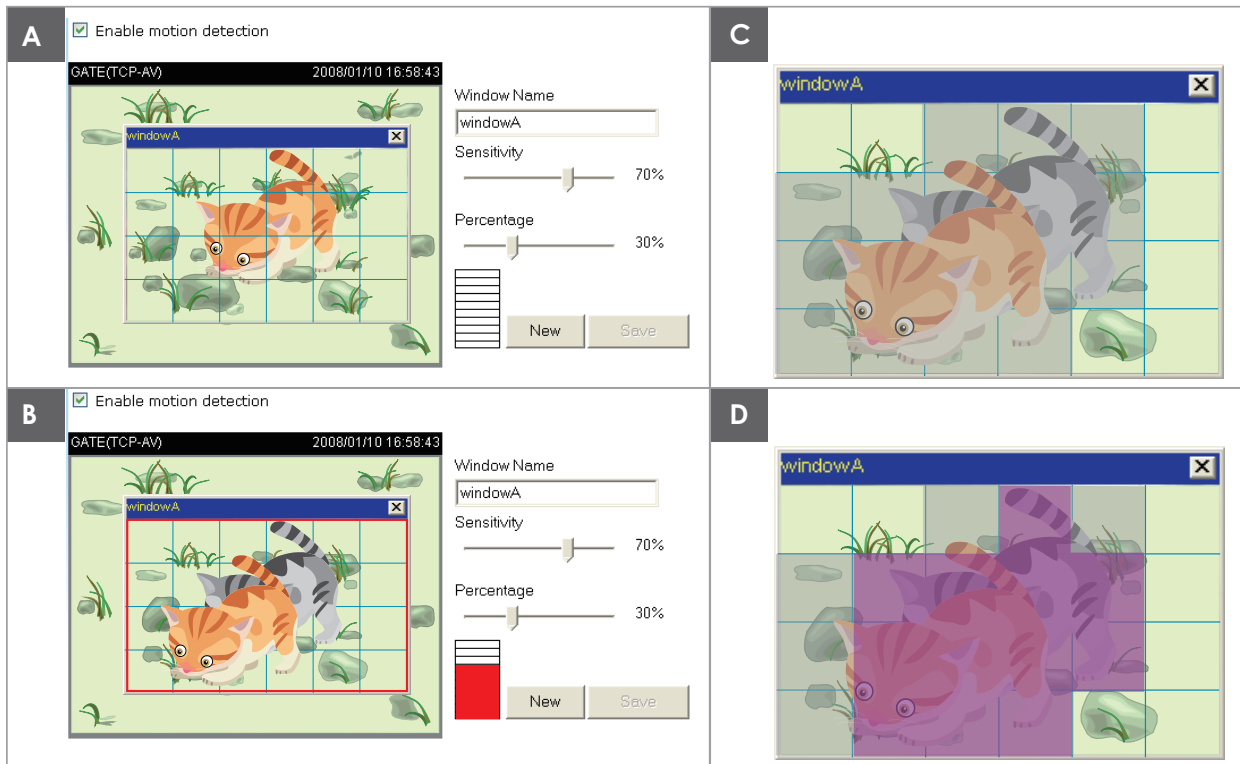 A
Enable motion detection
GATE(TCP-AV) 2008/01/10 16:58:43
windowA
Window Name
windowA
Sensitivity
70%
Percentage
30%
New Save
B
Enable motion detection
GATE(TCP-AV) 2008/01/10 16:58:43
windowA
Window Name
windowA
Sensitivity
70%
Percentage
30%
New Save
C
windowA
D
windowA